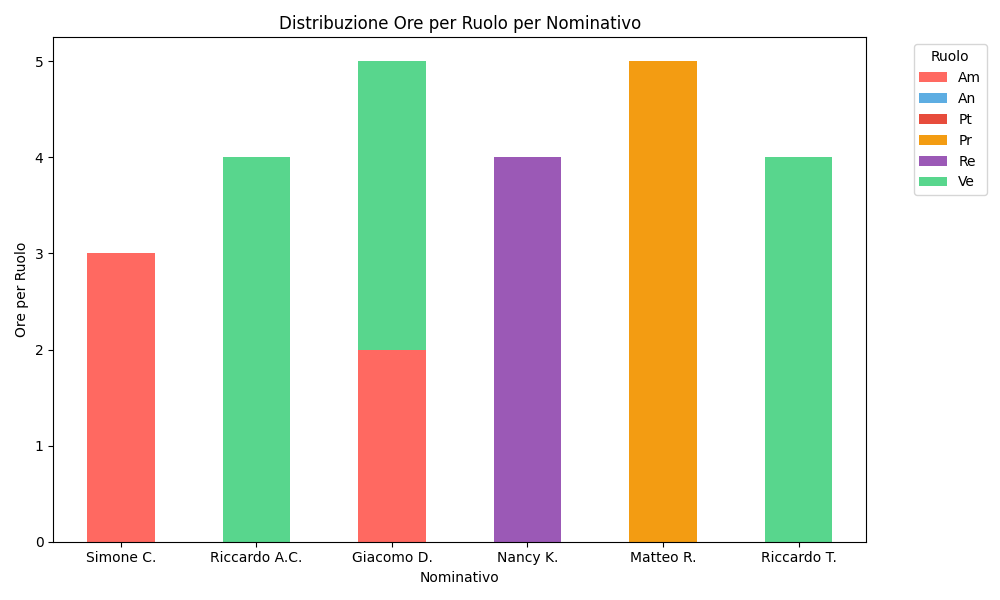 Distribuzione Ore per Ruolo per Nominativo
Ruolo
Am
An
Pt
Pr
Re
Ve
Ore per Ruolo
5
4
3
2
1
0
Simone C.
Riccardo A.C.
Giacomo D.
Nancy K.
Matteo R.
Riccardo T.
Nominativo